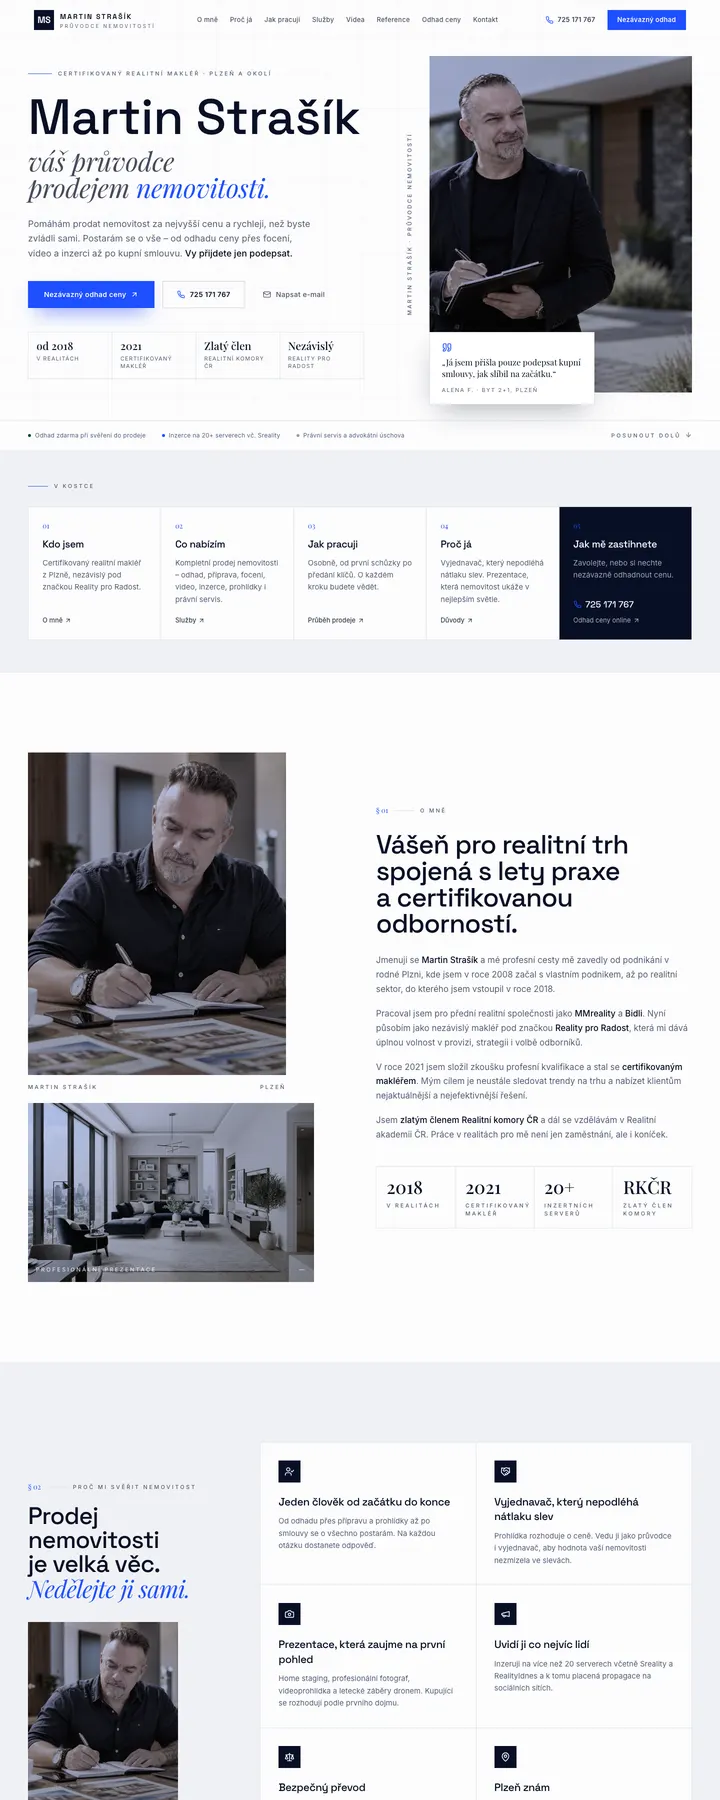 MS
MARTIN STRAŠÍK
PRŮVODCE NEMOVITOSTÍ
O mně
Proč já
Jak pracuji
Služby
Videa
Reference
Odhad ceny
Kontakt
725 171 767
Nezávazný odhad
CERTIFIKOVANÝ REALITNÍ MAKLÉŘ · PLZEŇ A OKOLÍ
Martin Strašík
váš průvodce
prodejem nemovitosti.
Pomáhám prodat nemovitost za nejvyšší cenu a rychleji, než byste
zvládli sami. Postarám se o vše – od odhadu ceny přes focení,
video a inzerci až po kupní smlouvu. Vy přijdete jen podepsat.
Nezávazný odhad ceny
725 171 767
Napsat e-mail
od 2018
V REALITÁCH
2021
CERTIFIKOVANÝ
MAKLÉŘ
Zlatý člen
REALITNÍ KOMORY
ČR
Nezávislý
REALITY PRO
RADOST
MARTIN STRAŠÍK · PRŮVODCE NEMOVITOSTÍ
„Já jsem přišla pouze podepsat kupní
smlouvy, jak slíbil na začátku.“
ALENA F. · BYT 2+1, PLZEŇ
Odhad zdarma při svěření do prodeje
Inzerce na 20+ serverech vč. Sreality
Právní servis a advokátní úschova
POSUNOUT DOLŮ
V KOSTCE
01
Kdo jsem
Certifikovaný realitní makléř
z Plzně, nezávislý pod
značkou Reality pro Radost.
O mně
02
Co nabízím
Kompletní prodej nemovitosti
– odhad, příprava, focení,
video, inzerce, prohlídky i
právní servis.
Služby
03
Jak pracuji
Osobně, od první schůzky po
předání klíčů. O každém
kroku budete vědět.
Průběh prodeje
04
Proč já
Vyjednavač, který nepodléhá
nátlaku slev. Prezentace,
která nemovitost ukáže v
nejlepším světle.
Důvody
05
Jak mě zastihnete
Zavolejte, nebo si nechte
nezávazně odhadnout cenu.
725 171 767
Odhad ceny online
MARTIN STRAŠÍK
PLZEŇ
PROFESIONÁLNÍ PREZENTACE
§ 01
O MNĚ
Vášeň pro realitní trh
spojená s lety praxe
a certifikovanou
odborností.
Jmenuji se Martin Strašík a mé profesní cesty mě zavedly od podnikání v
rodné Plzni, kde jsem v roce 2008 začal s vlastním podnikem, až po realitní
sektor, do kterého jsem vstoupil v roce 2018.
Pracoval jsem pro přední realitní společnosti jako MMreality a Bidli. Nyní
působím jako nezávislý makléř pod značkou Reality pro Radost, která mi dává
úplnou volnost v provizi, strategii i volbě odborníků.
V roce 2021 jsem složil zkoušku profesní kvalifikace a stal se certifikovaným
makléřem. Mým cílem je neustále sledovat trendy na trhu a nabízet klientům
nejaktuálnější a nejefektivnější řešení.
Jsem zlatým členem Realitní komory ČR a dál se vzdělávám v Realitní
akademii ČR. Práce v realitách pro mě není jen zaměstnání, ale i koníček.
2018
V REALITÁCH
2021
CERTIFIKOVANÝ
MAKLÉŘ
20+
INZERTNÍCH
SERVERŮ
RKČR
ZLATÝ ČLEN
KOMORY
§ 02
PROČ MI SVĚŘIT NEMOVITOST
Prodej
nemovitosti
je velká věc.
Nedělejte ji sami.
Jeden člověk od začátku do konce
Od odhadu přes přípravu a prohlídky až po
smlouvy se o všechno postarám. Na každou
otázku dostanete odpověď.
Vyjednavač, který nepodléhá
nátlaku slev
Prohlídka rozhoduje o ceně. Vedu ji jako průvodce
i vyjednavač, aby hodnota vaší nemovitosti
nezmizela ve slevách.
Prezentace, která zaujme na první
pohled
Home staging, profesionální fotograf,
videoprohlídka a letecké záběry dronem. Kupující
se rozhodují podle prvního dojmu.
Uvidí ji co nejvíc lidí
Inzeruji na více než 20 serverech včetně Sreality a
RealityIdnes a k tomu placená propagace na
sociálních sítích.
Bezpečný převod
Plzeň znám